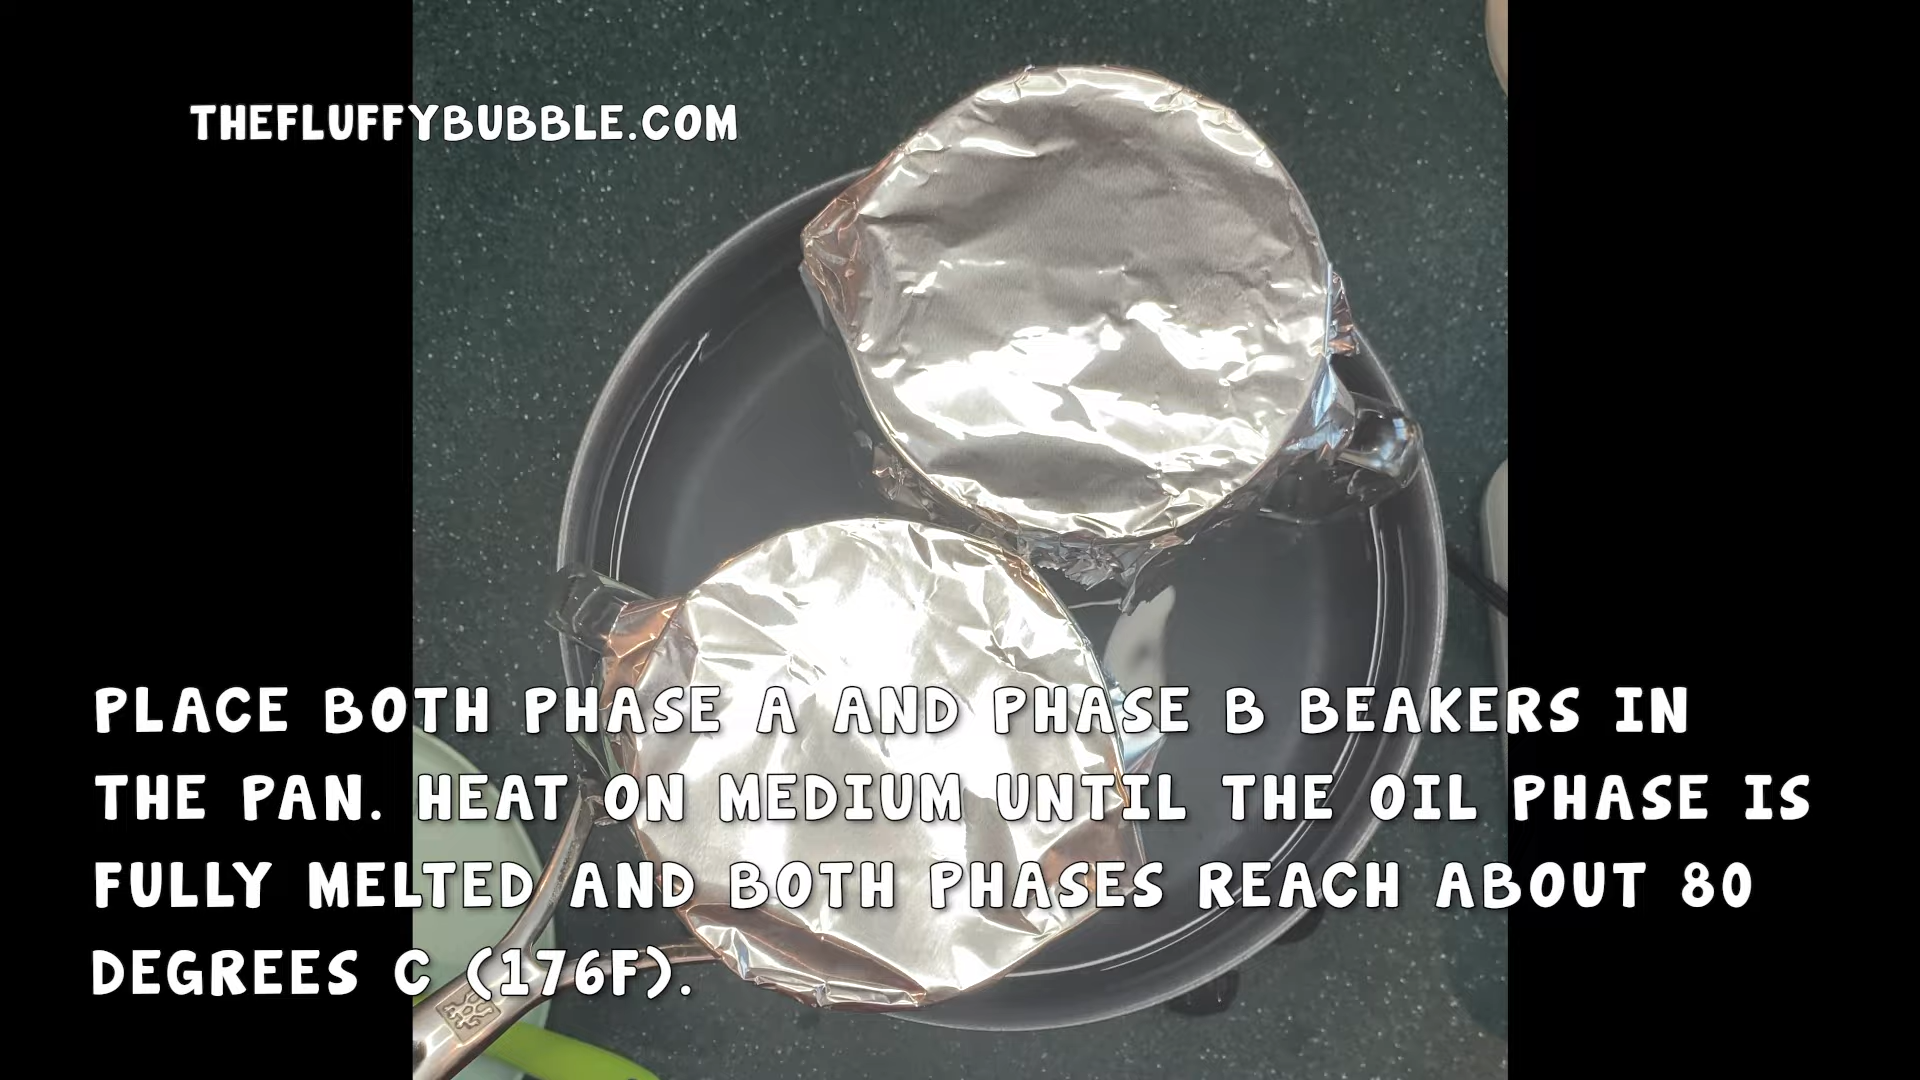 THEFLUFFYBUBBLE.COM
PLACE BOTH PHASE A AND PHASE B BEAKERS IN
THE PAN. HEAT ON MEDIUM UNTIL THE OIL PHASE IS
FULLY MELTED AND BOTH PHASES REACH ABOUT 80
DEGREES C (176F).